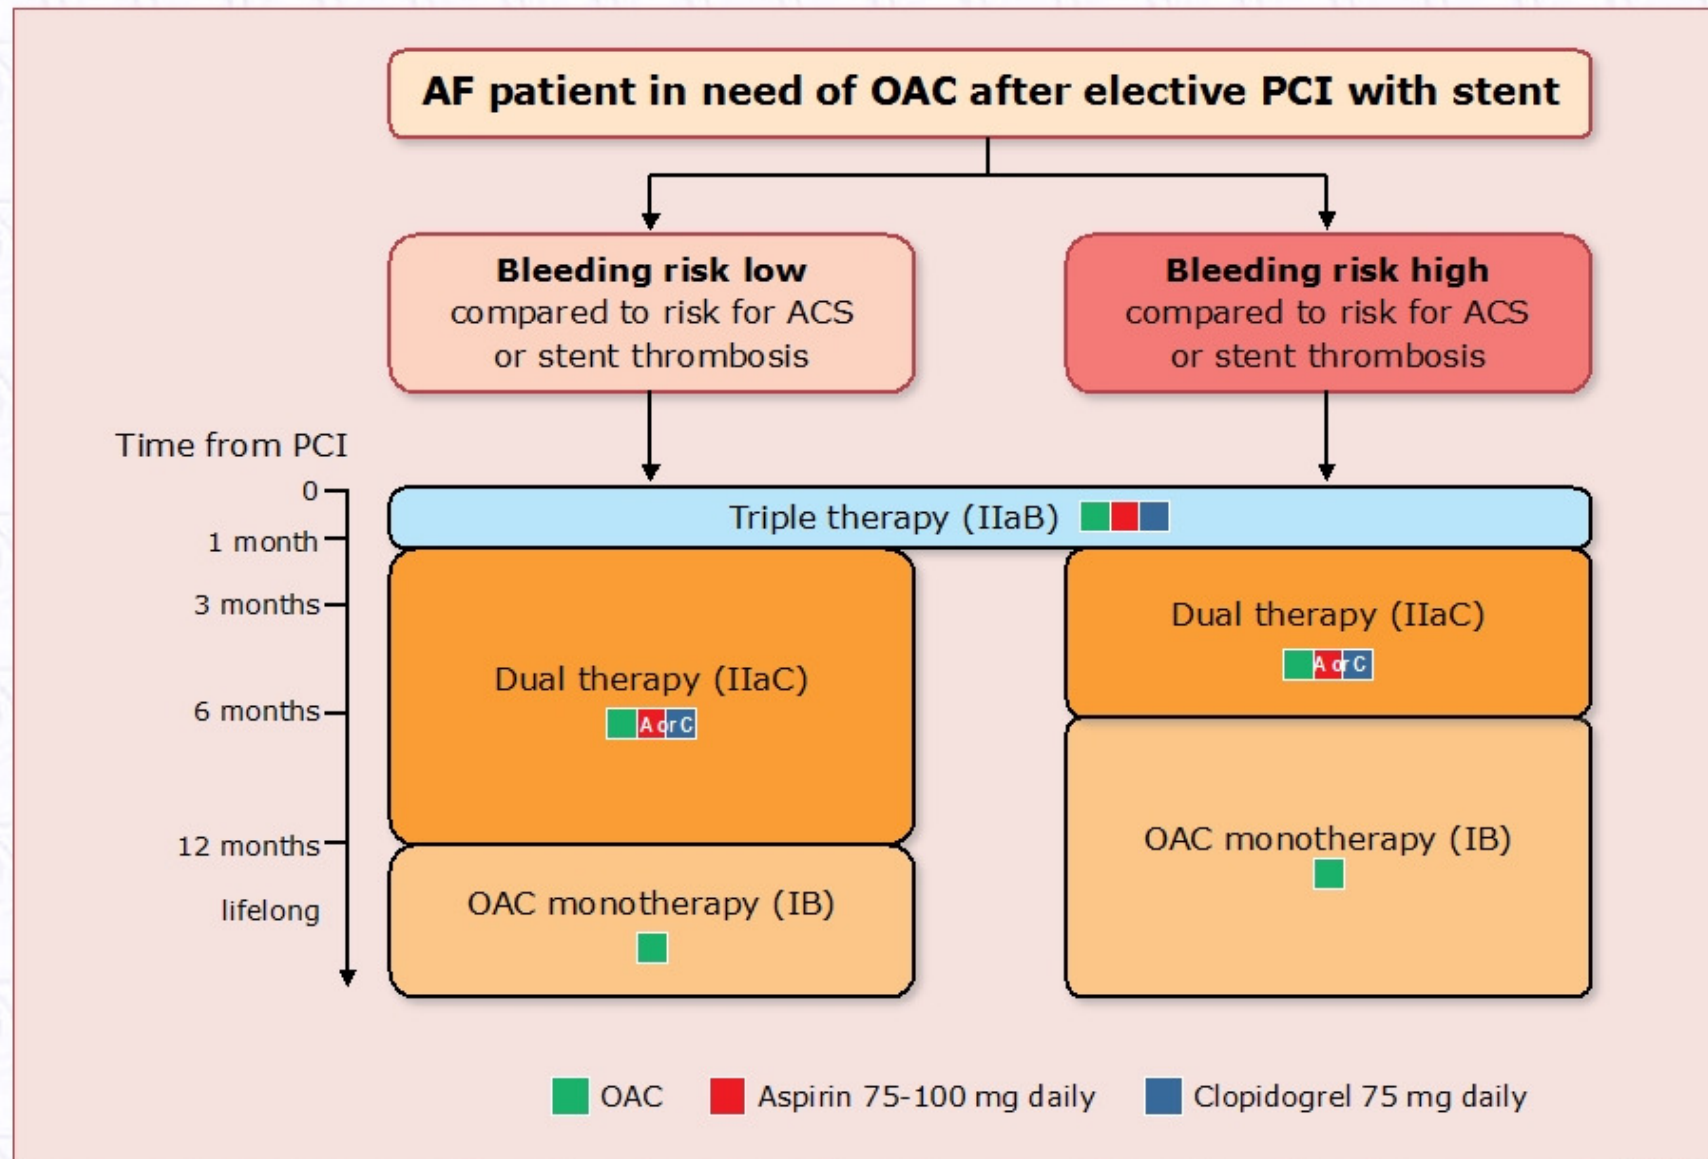 AF patient in need of OAC after elective PCI with stent
Bleeding risk low
compared to risk for ACS
or stent thrombosis
Bleeding risk high
compared to risk for ACS
or stent thrombosis
Time from PCI
0
1 month
3 months
6 months
12 months
lifelong
Triple therapy (IIaB)
Dual therapy (IIaC)
A or C
OAC monotherapy (IB)
Dual therapy (IIaC)
A or C
OAC monotherapy (IB)
OAC
Aspirin 75-100 mg daily
Clopidogrel 75 mg daily